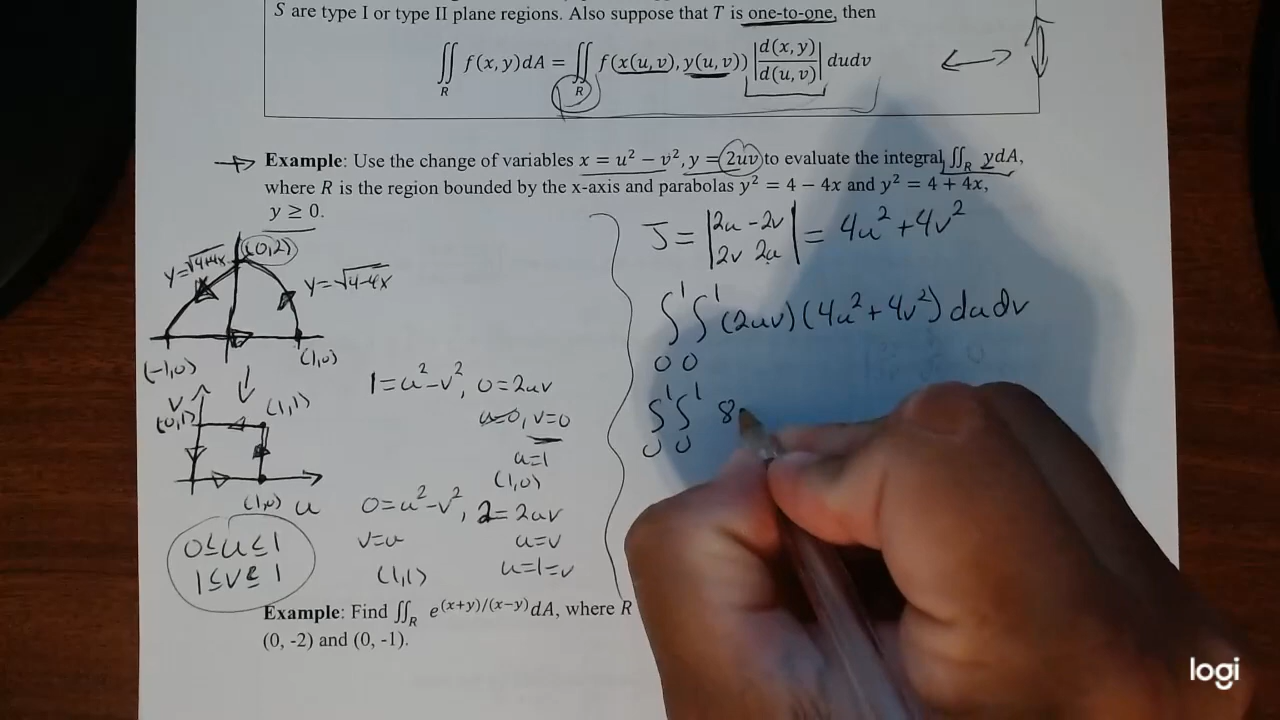 S are type I or type II plane regions. Also suppose that T is one-to-one, then
∬_R f(x, y)dA = ∬_R f(x(u, v), y(u, v)) |d(x, y)/d(u, v)| dudv
Example: Use the change of variables x = u² − v², y = 2uv to evaluate the integral ∬_R ydA,
where R is the region bounded by the x-axis and parabolas y² = 4 − 4x and y² = 4 + 4x,
y ≥ 0.
y=√4+4x (0,2)
y=√4-4x
(-1,0) (1,0)
V (0,1) (1,1)
(1,0) u
0≤u≤1
1≤v≤1
1=u²-v², 0=2uv
u=0, v=0
u=1
(1,0)
0=u²-v², 2=2uv
v=u u=v
(1,1) u=1=v
J = |2u -2v; 2v 2u| = 4u²+4v²
∫₀¹∫₀¹ (2uv)(4u²+4v²) du dv
∫₀¹∫₀¹ 8
Example: Find ∬_R e^(x+y)/(x−y) dA, where R
(0, -2) and (0, -1).
logi